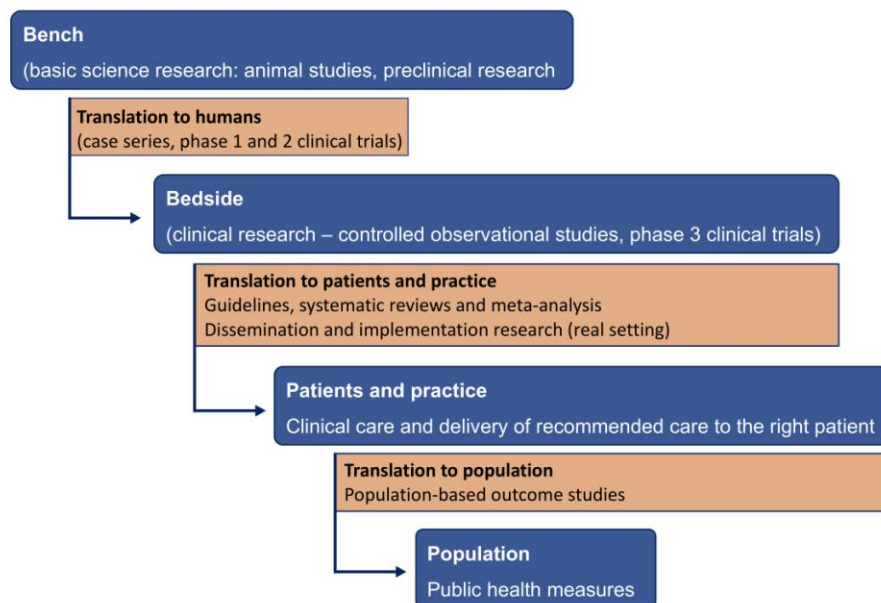 Bench
(basic science research: animal studies, preclinical research
Translation to humans
(case series, phase 1 and 2 clinical trials)
Bedside
(clinical research – controlled observational studies, phase 3 clinical trials)
Translation to patients and practice
Guidelines, systematic reviews and meta-analysis
Dissemination and implementation research (real setting)
Patients and practice
Clinical care and delivery of recommended care to the right patient
Translation to population
Population-based outcome studies
Population
Public health measures